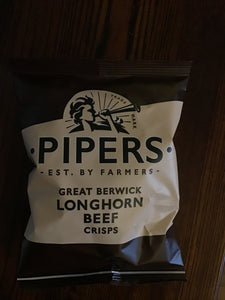 PIPERS
- EST. BY FARMERS -
GREAT BERWICK
LONGHORN
BEEF
CRISPS